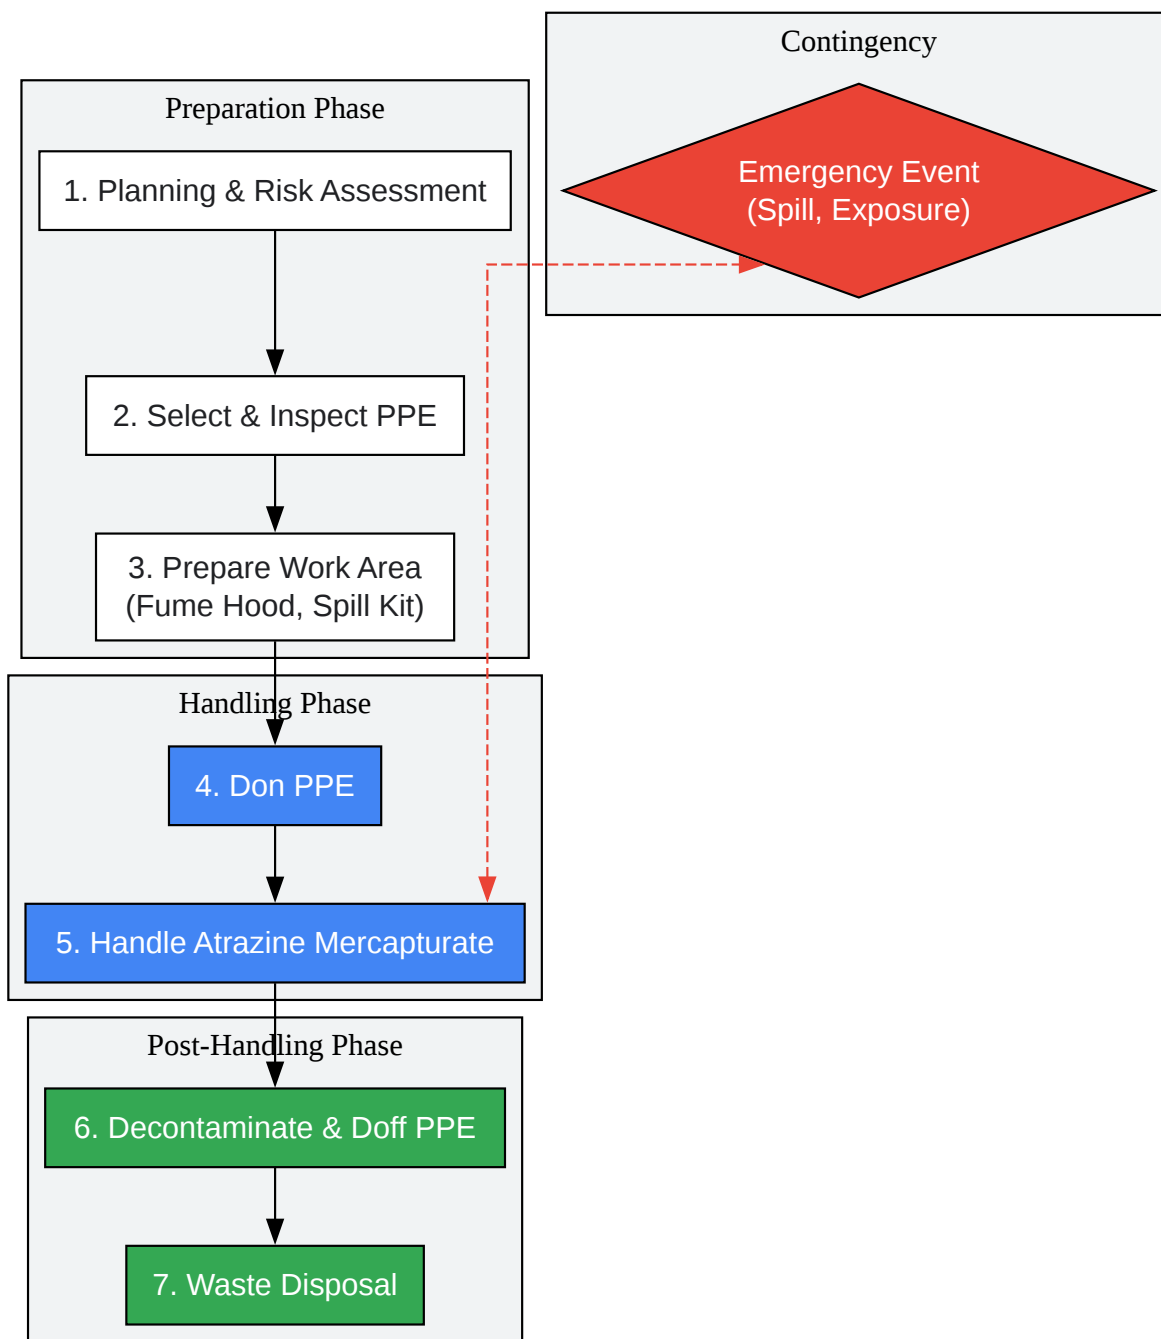 Contingency
Emergency Event
(Spill, Exposure)
Preparation Phase
1. Planning & Risk Assessment
2. Select & Inspect PPE
3. Prepare Work Area
(Fume Hood, Spill Kit)
Handling Phase
4. Don PPE
5. Handle Atrazine Mercapturate
Post-Handling Phase
6. Decontaminate & Doff PPE
7. Waste Disposal